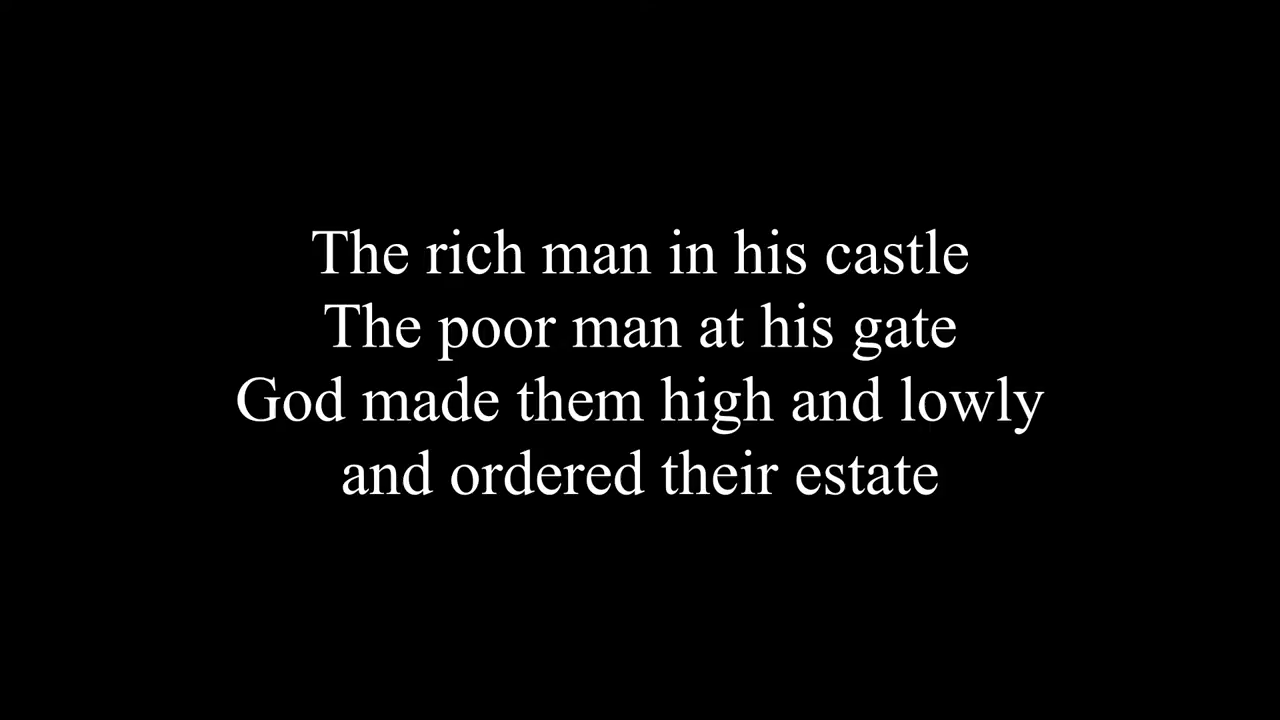 The rich man in his castle
The poor man at his gate
God made them high and lowly
and ordered their estate